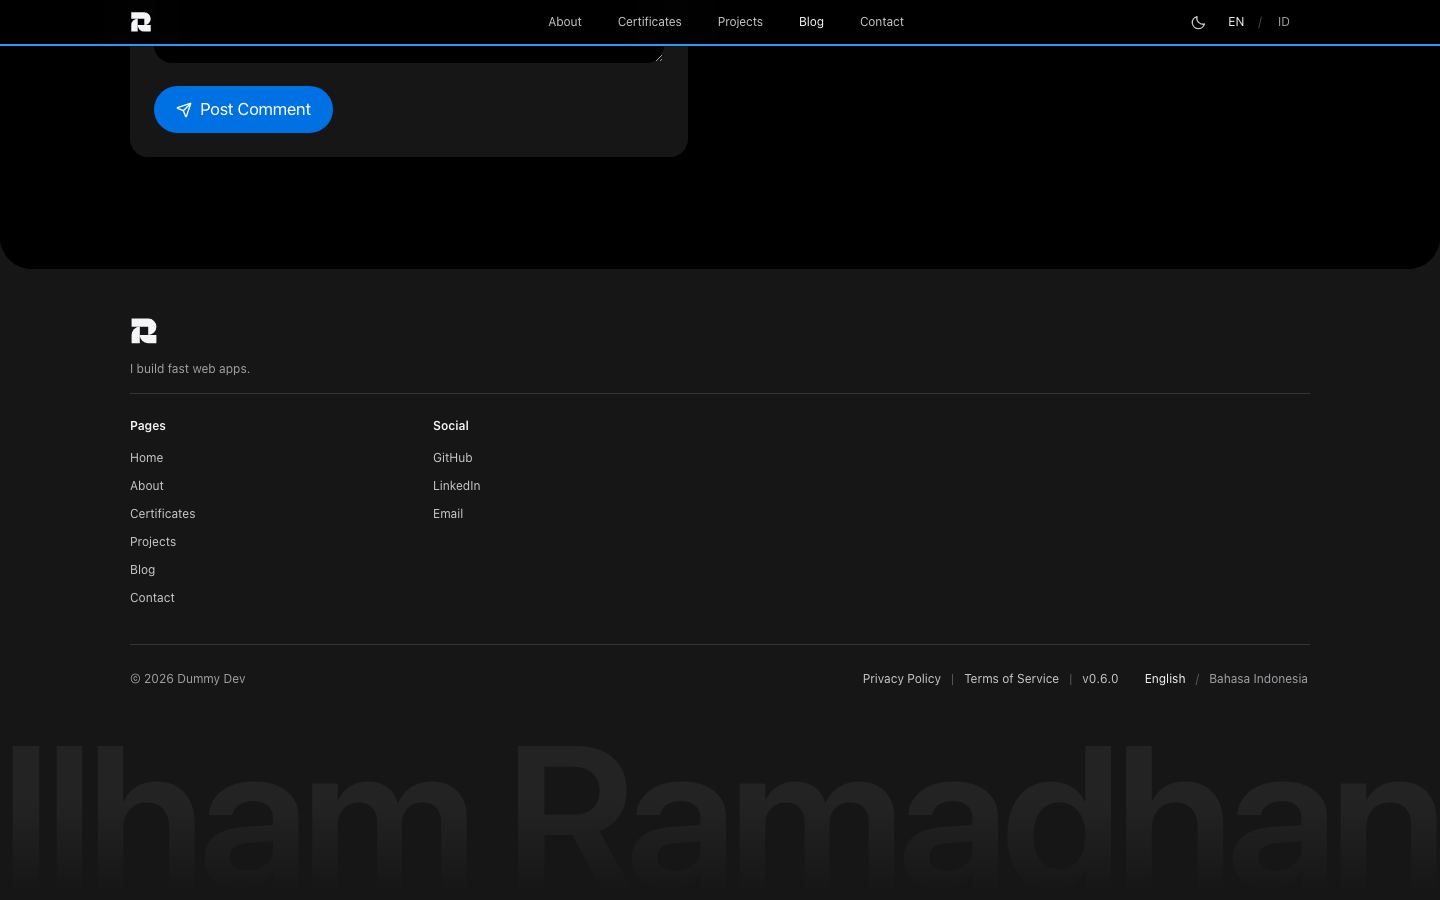 About Certificates Projects Blog Contact EN / ID
Post Comment
I build fast web apps.
Pages Social
Home GitHub
About LinkedIn
Certificates Email
Projects
Blog
Contact
© 2026 Dummy Dev Privacy Policy | Terms of Service | v0.6.0 English / Bahasa Indonesia
Ilham Ramadhan